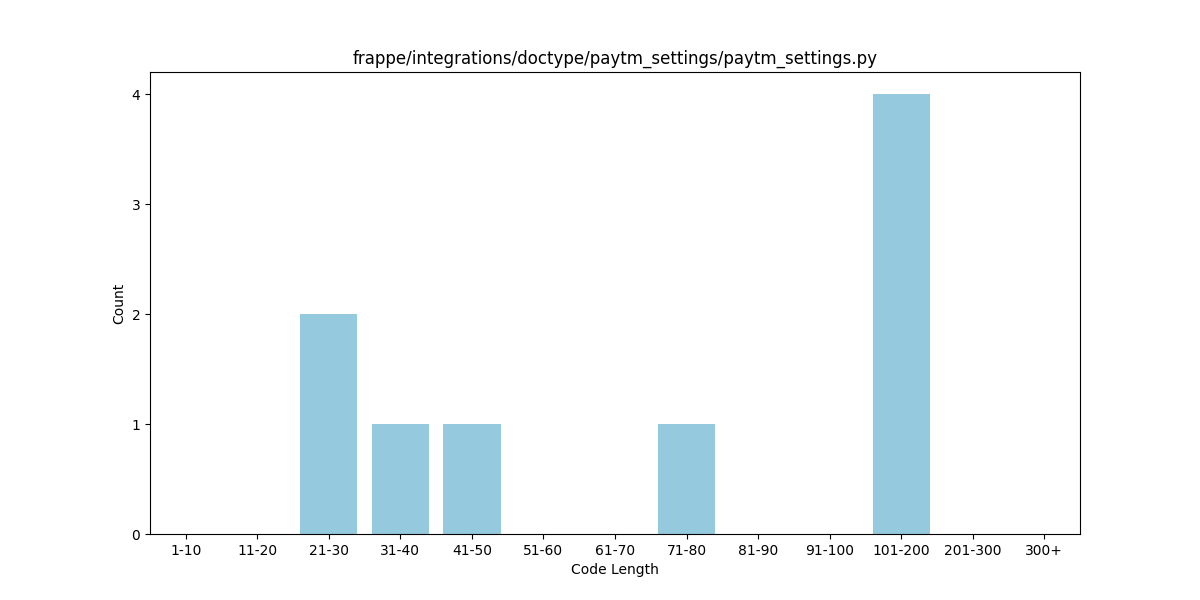 frappe/integrations/doctype/paytm_settings/paytm_settings.py
4
3
2
1
0
Count
1-10 11-20 21-30 31-40 41-50 51-60 61-70 71-80 81-90 91-100 101-200 201-300 300+
Code Length